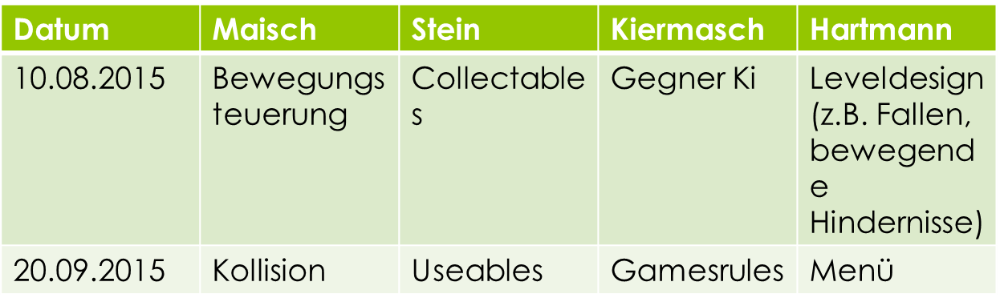 Datum Maisch Stein Kiermasch Hartmann
10.08.2015 Bewegungs Collectable Gegner Ki Leveldesign
teuerung s (z.B. Fallen,
bewegend
e
Hindernisse)
20.09.2015 Kollision Useables Gamesrules Menü